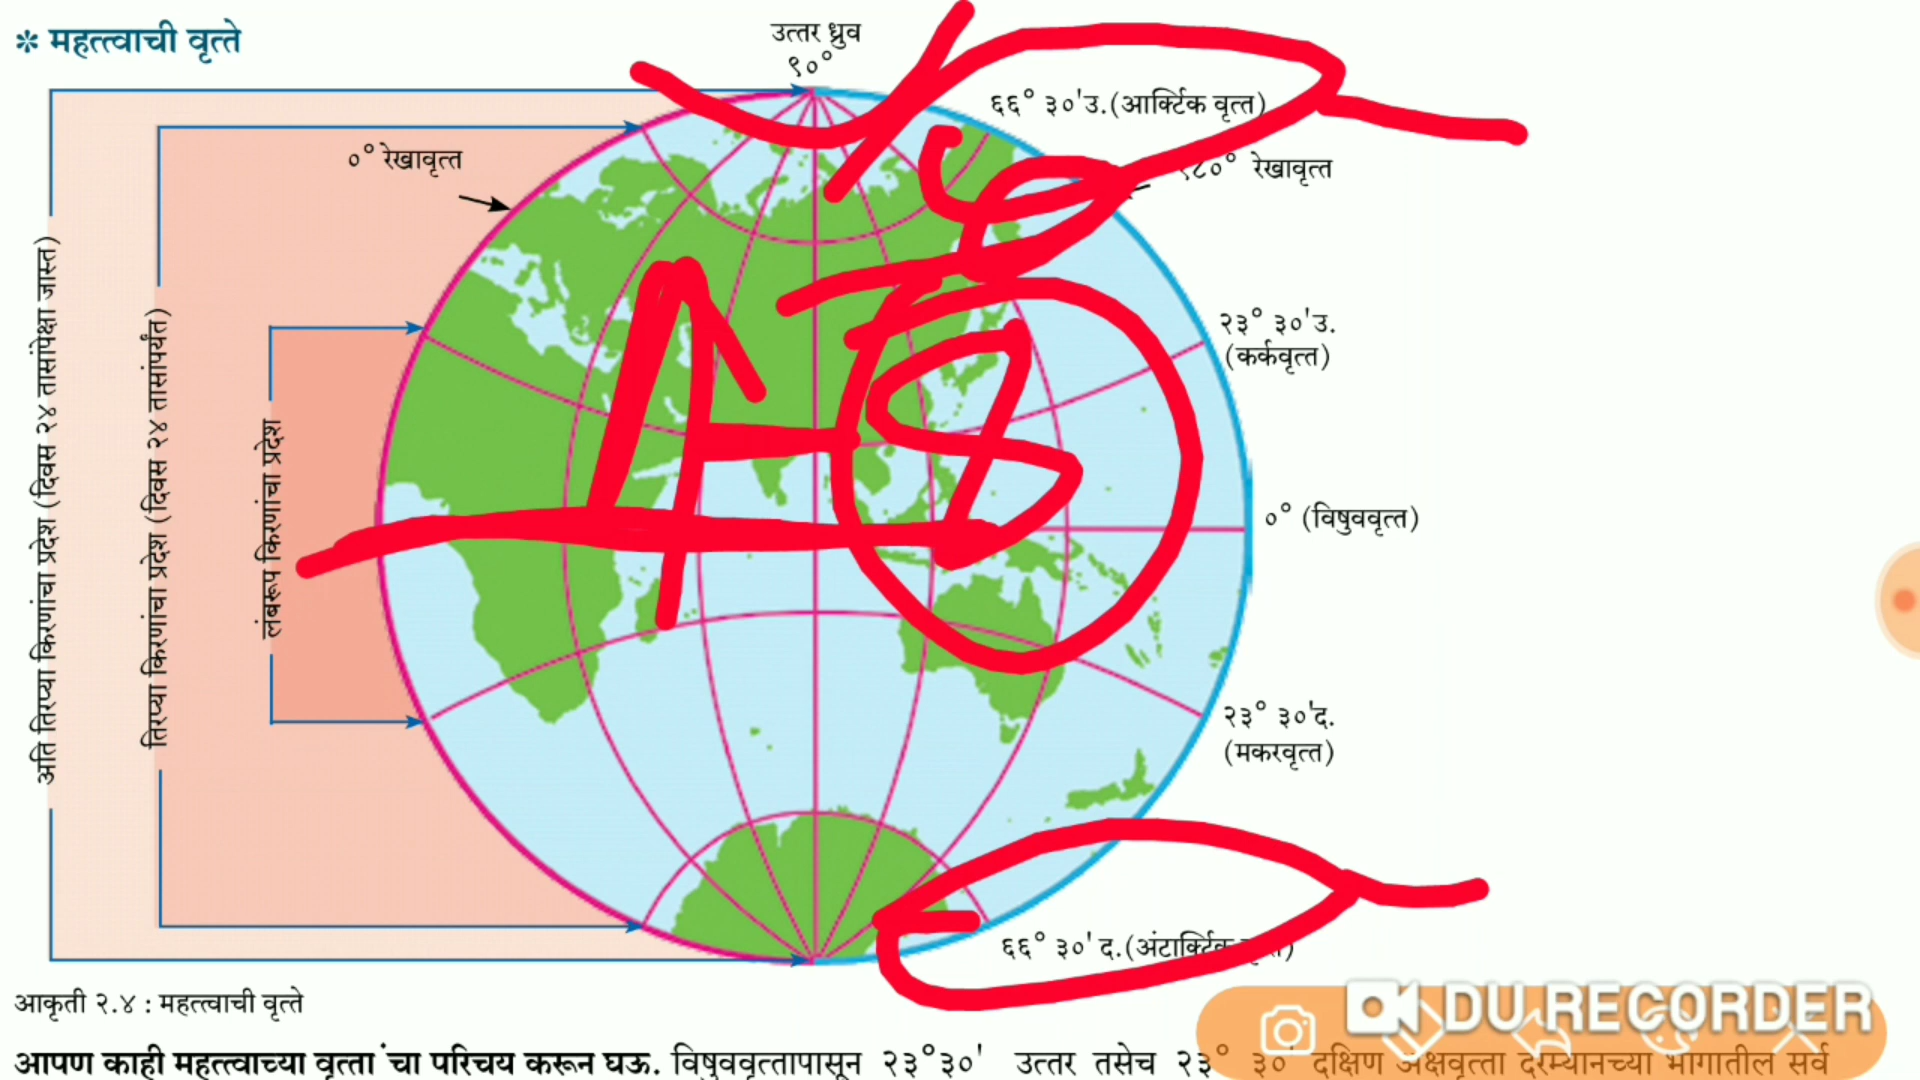 * महत्त्वाची वृत्ते
उत्तर ध्रुव
९०°
६६° ३०'उ.(आर्क्टिक वृत्त)
०° रेखावृत्त
१८०° रेखावृत्त
अति तिरप्या किरणांचा प्रदेश (दिवस २४ तासांपेक्षा जास्त)
तिरप्या किरणांचा प्रदेश (दिवस २४ तासांपर्यंत)
लंबरूप किरणांचा प्रदेश
२३° ३०'उ.
(कर्कवृत्त)
०° (विषुववृत्त)
२३° ३०'द.
(मकरवृत्त)
६६° ३०' द.(अंटार्क्टिक वृत्त)
आकृती २.४ : महत्त्वाची वृत्ते
DU RECORDER
आपण काही महत्त्वाच्या वृत्तांचा परिचय करून घऊ. विषुववृत्तापासून २३°३०' उत्तर तसेच २३° ३०' दक्षिण अक्षवृत्ता दरम्यानच्या भागातील सर्व